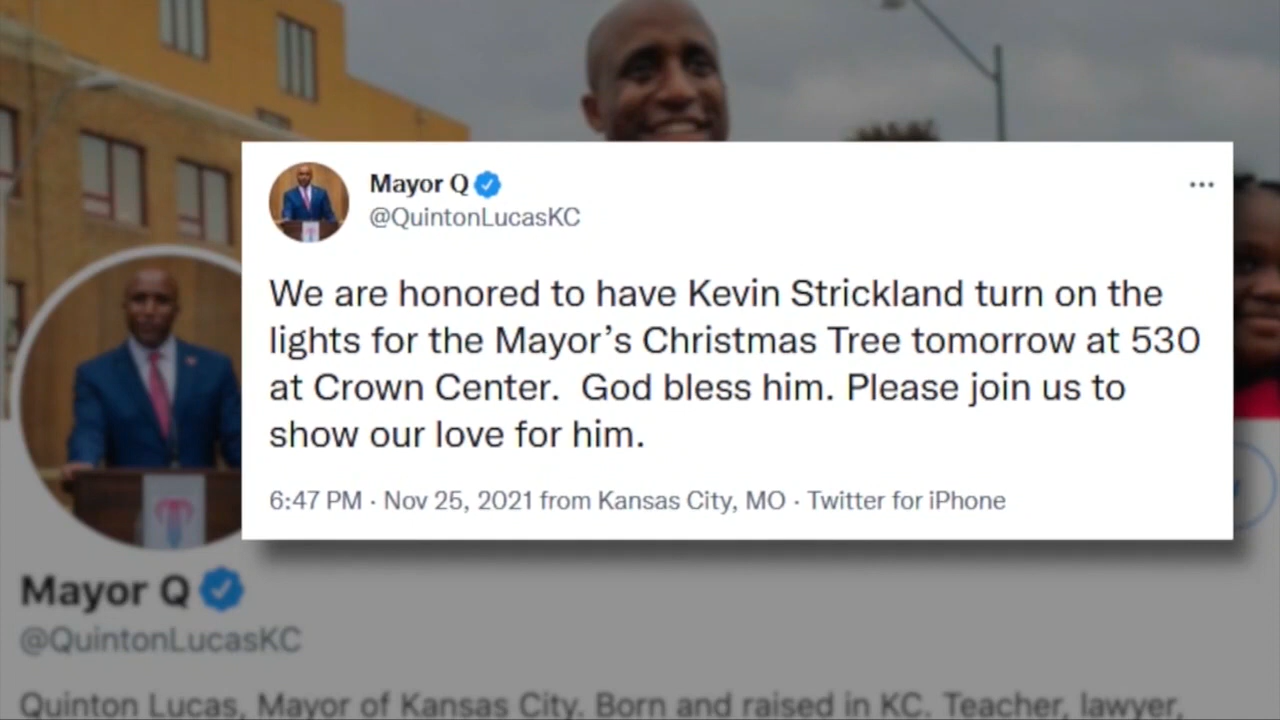 Mayor Q
@QuintonLucasKC
We are honored to have Kevin Strickland turn on the
lights for the Mayor’s Christmas Tree tomorrow at 530
at Crown Center.  God bless him. Please join us to
show our love for him.
6:47 PM · Nov 25, 2021 from Kansas City, MO · Twitter for iPhone
Mayor Q
@QuintonLucasKC
Quinton Lucas, Mayor of Kansas City. Born and raised in KC. Teacher, lawyer,